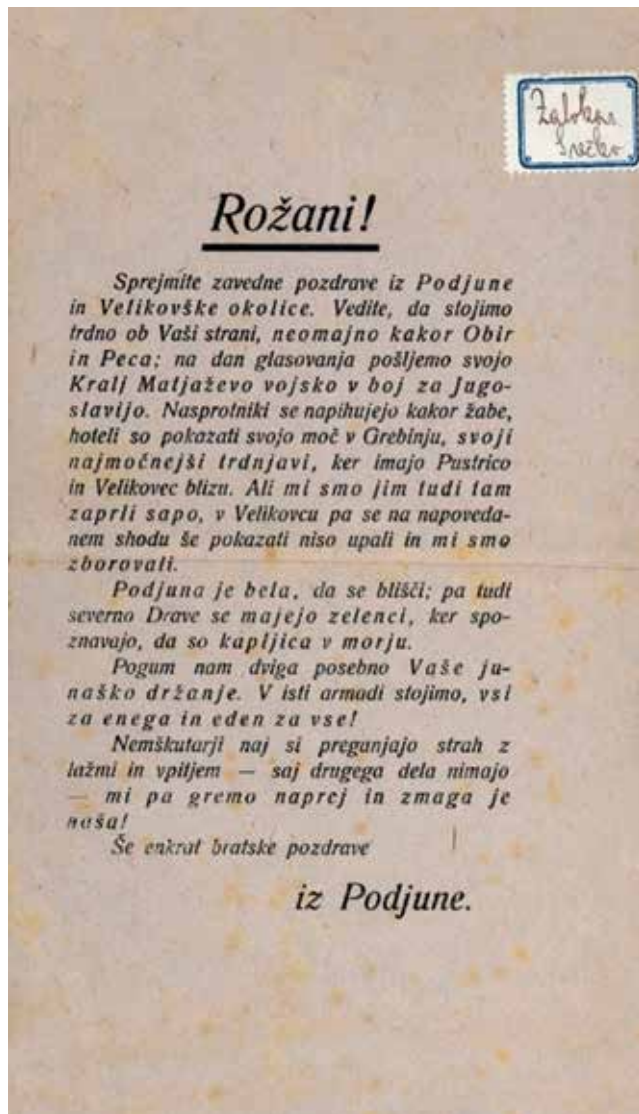 Žglokar
Srečko
Rožani!
Sprejmite zavedne pozdrave iz Podjune
in Velikovške okolice. Vedite, da stojimo
trdno ob Vaši strani, neomajno kakor Obir
in Peca; na dan glasovanja pošljemo svojo
Kralj Matjaževo vojsko v boj za Jugo-
slavijo. Nasprotniki se napihujejo kakor žabe,
hoteli so pokazati svojo moč v Grebinju, svoji
najmočnejši trdnjavi, ker imajo Pustrico
in Velikovec blizu. Ali mi smo jim tudi tam
zaprli sapo, v Velikovcu pa se na napoveda-
nem shodu še pokazati niso upali in mi smo
zborovali.
Podjuna je bela, da se blišči; pa tudi
severno Drave se majejo zelenci, ker spo-
znavajo, da so kapljica v morju.
Pogum nam dviga posebno Vaše ju-
naško držanje. V isti armadi stojimo, vsi
za enega in eden za vse!
Nemškutarji naj si preganjajo strah z
lažmi in vpitjem — saj drugega dela nimajo
— mi pa gremo naprej in zmaga je
naša!
Še enkrat bratske pozdrave
iz Podjune.